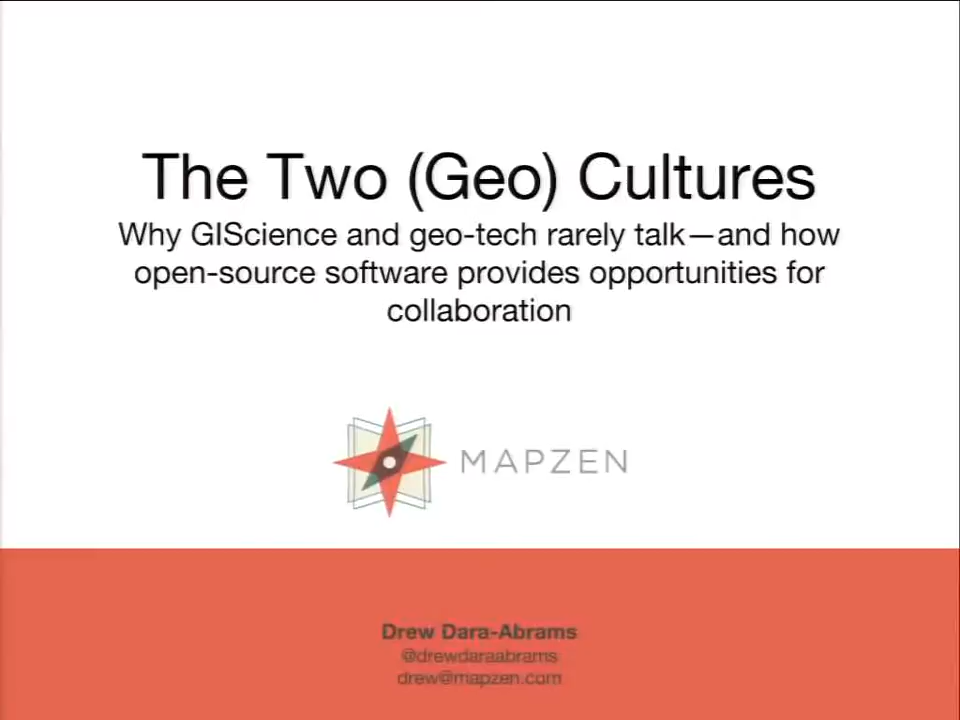 The Two (Geo) Cultures
Why GIScience and geo-tech rarely talk—and how
open-source software provides opportunities for
collaboration
MAPZEN
Drew Dara-Abrams
@drewdaraabrams
drew@mapzen.com